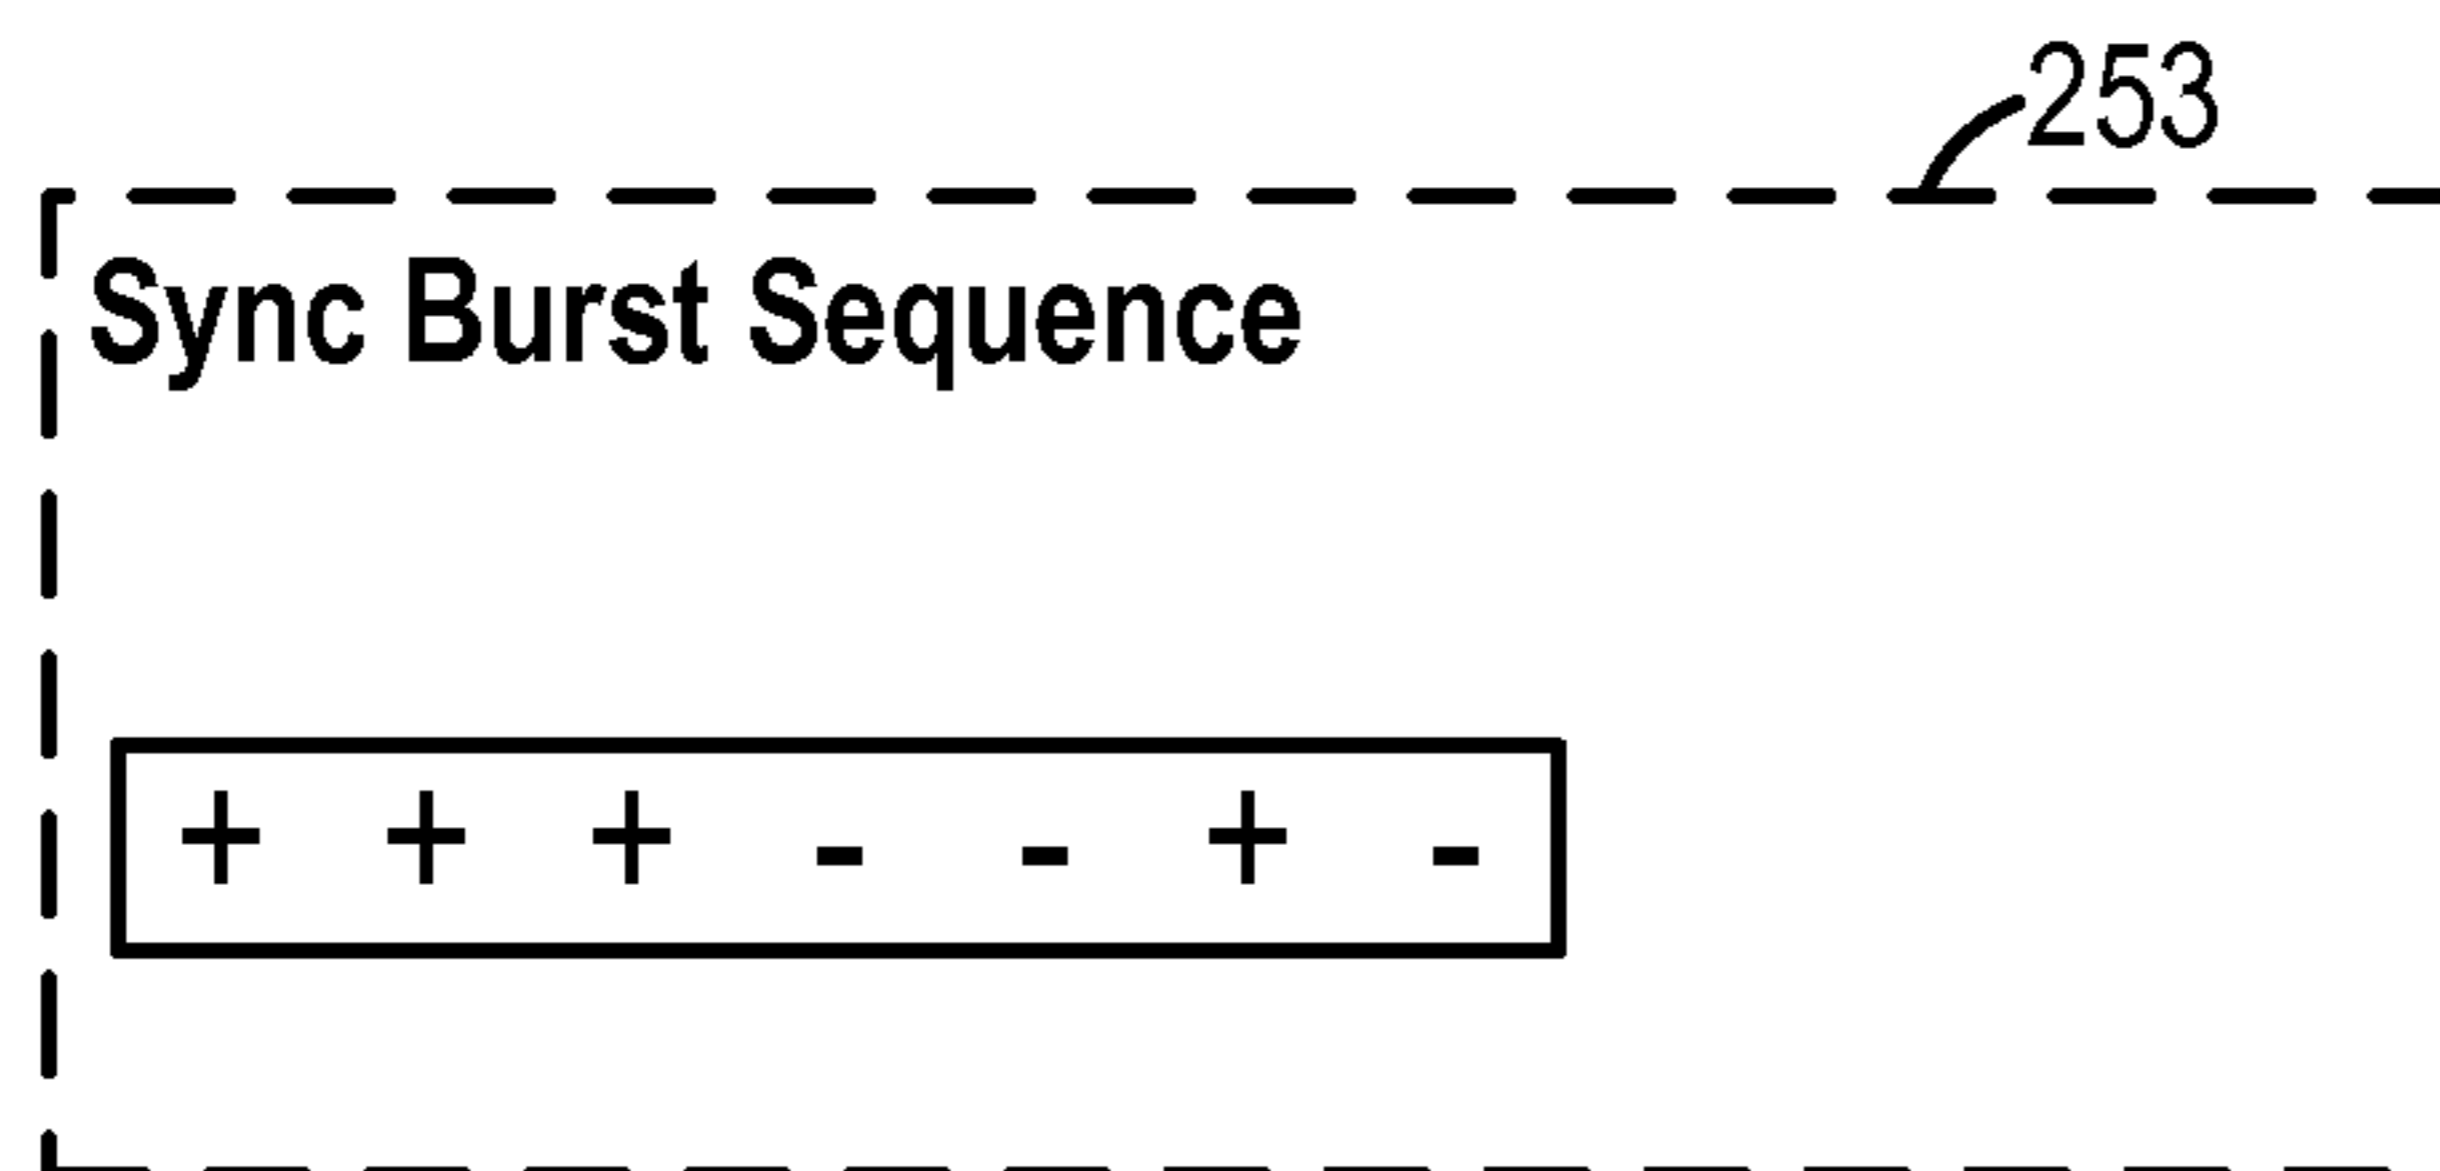 253
Sync Burst Sequence
+ + + - - + -